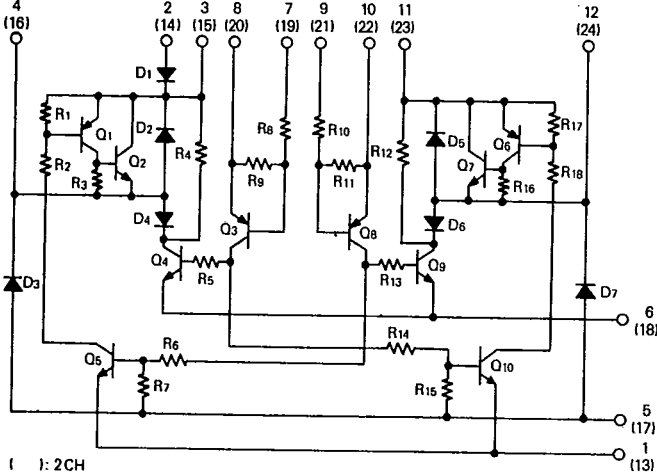 4 2 3 8 7 9 10 11 12
(16) (14) (15) (20) (19) (21) (22) (23) (24)
D1
R1 Q1 D2 R4 R8 R10 R12 D5 Q6 R17
R2 Q2 R9 R11 Q7 R18
R3 R16
D4 Q3 Q8 D6
Q4 R5 R13 Q9
D3 D7
6
(18)
R14
Q5 R6 Q10
R7 R15
5
(17)
1
(13)
( ): 2CH